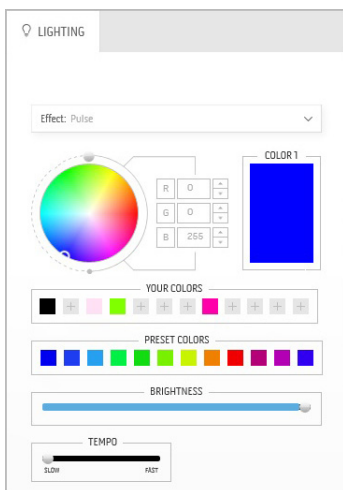 LIGHTING
Effect: Pulse
COLOR 1
R 0
G 0
B 255
YOUR COLORS
PRESET COLORS
BRIGHTNESS
TEMPO
SLOW FAST